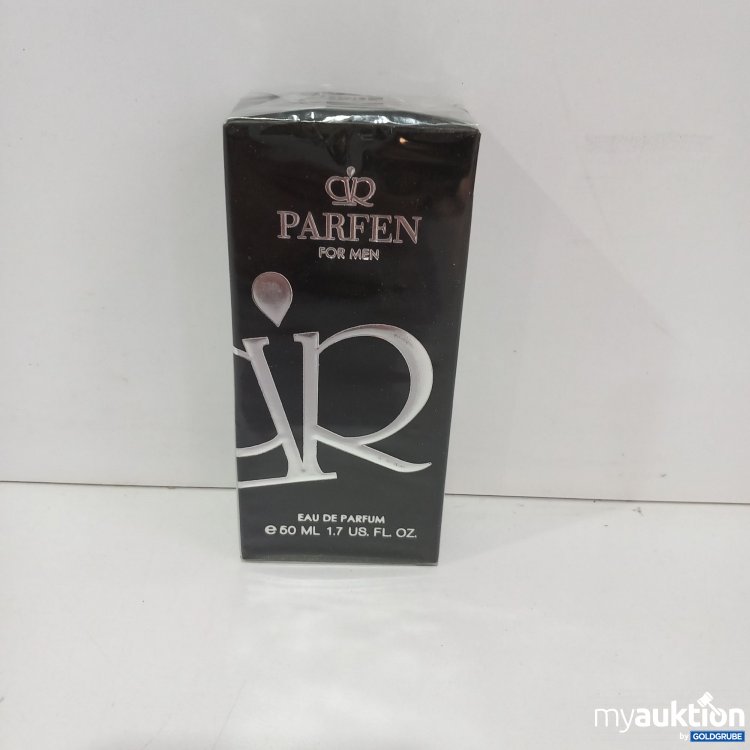 PARFEN
FOR MEN
EAU DE PARFUM
℮ 50 ML 1.7 US. FL. OZ.
myauktion
by GOLDGRUBE